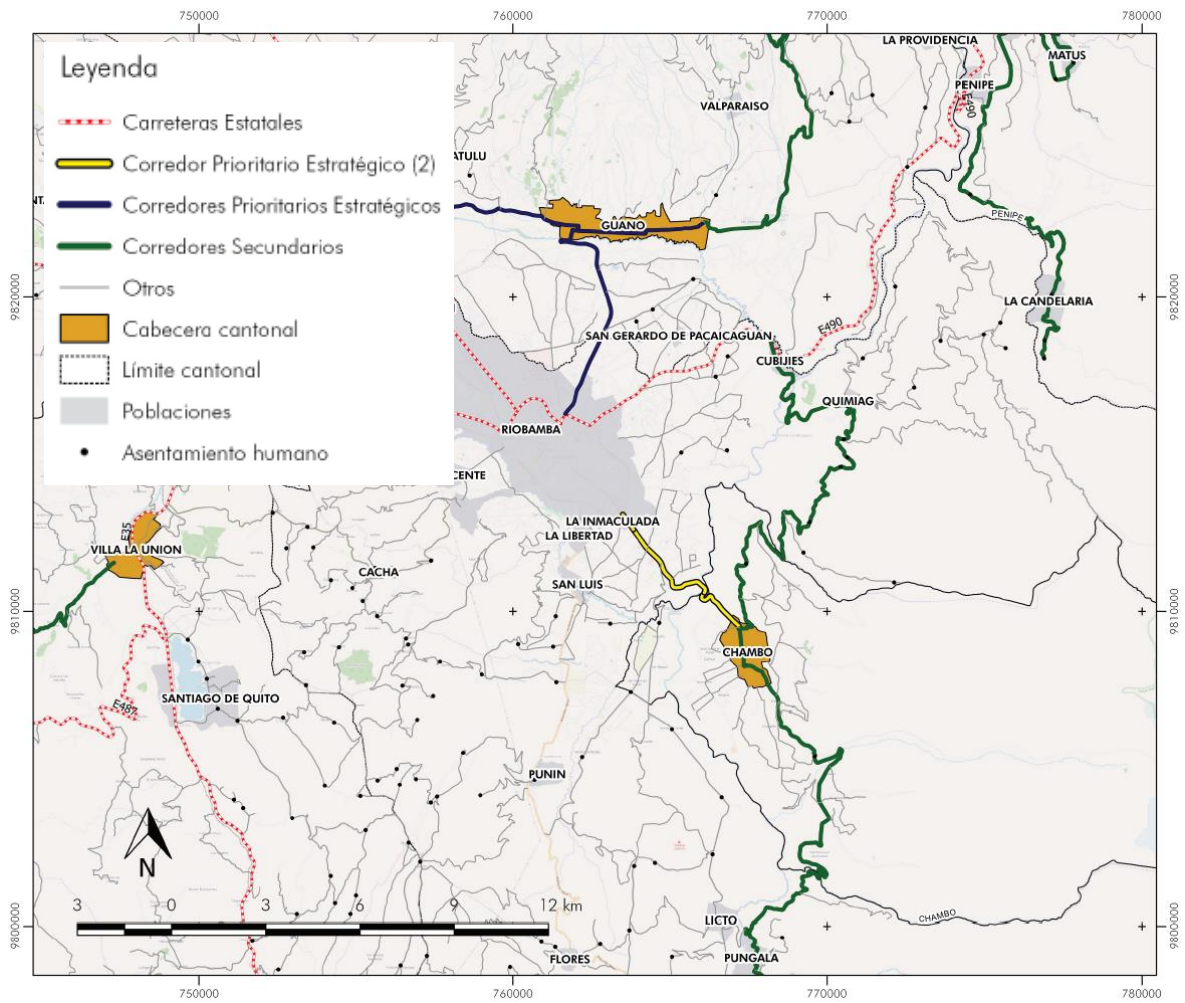 750000
760000
770000
780000
Leyenda
Carreteras Estatales
Corredor Prioritario Estratégico (2)
Corredores Prioritarios Estratégicos
Corredores Secundarios
Otros
Cabecera cantonal
Límite cantonal
Poblaciones
Asentamiento humano
LA PROVIDENCIA
MATUS
PENIPE
E490
VALPARAISO
ATULU
GUANO
PENIPE
9820000
9820000
LA CANDELARIA
SAN GERARDO DE PACAICAGUAN
E490
CUBIJIES
QUIMIAG
RIOBAMBA
CENTE
E35
VILLA LA UNION
LA INMACULADA
LA LIBERTAD
CACHA
SAN LUIS
9810000
9810000
CHAMBO
SANTIAGO DE QUITO
E487
PUNIN
N
3 0 3 6 9 12 km
LICTO
CHAMBO
9800000
9800000
FLORES
PUNGALA
750000
760000
770000
780000